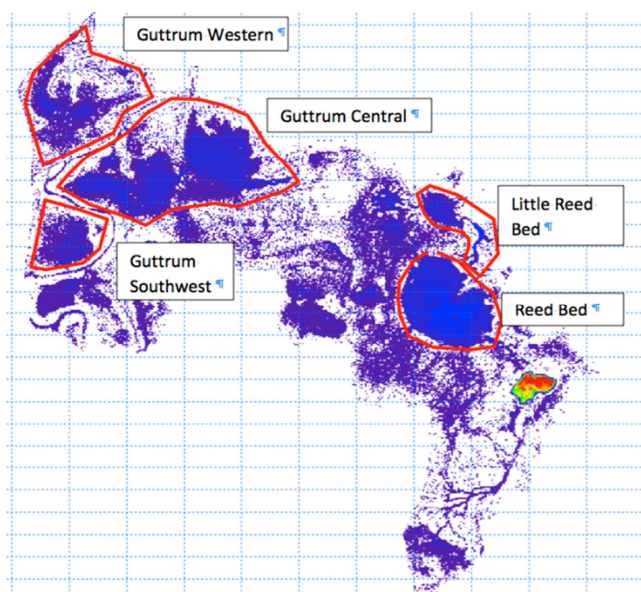 Guttrum Western ¶
Guttrum Central ¶
Little Reed
Bed ¶
Guttrum
Southwest ¶
Reed Bed ¶